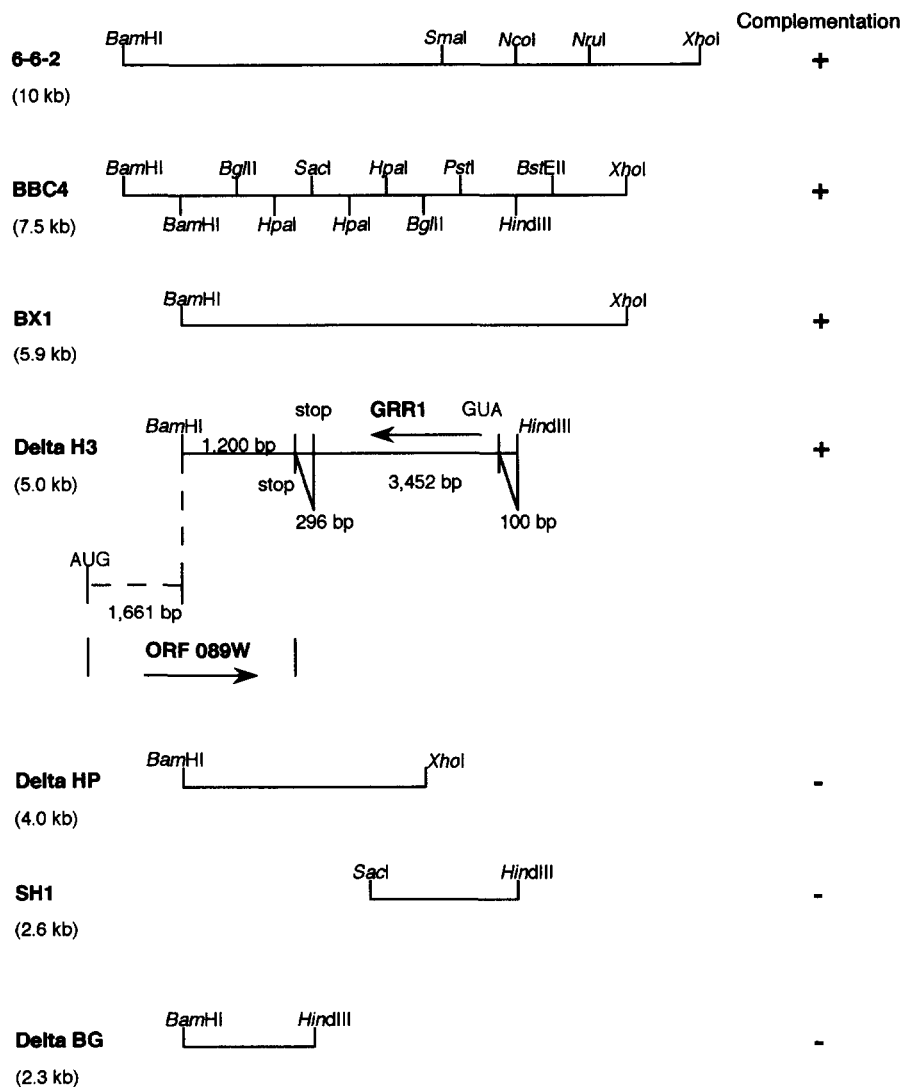 Complementation
BamHI SmaI NcoI NruI XhoI
6-6-2 +
(10 kb)
BamHI BglII SacI HpaI PstI BstEII XhoI
BBC4 +
(7.5 kb) BamHI HpaI HpaI BglII HindIII
BamHI XhoI
BX1 +
(5.9 kb)
stop GRR1 GUA
BamHI HindIII
Delta H3 1,200 bp +
(5.0 kb) stop 3,452 bp
296 bp 100 bp
AUG
1,661 bp
ORF 089W
BamHI XhoI
Delta HP -
(4.0 kb)
SacI HindIII
SH1 -
(2.6 kb)
BamHI HindIII
Delta BG -
(2.3 kb)